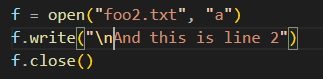 f = open("foo2.txt", "a")
f.write("\nAnd this is line 2")
f.close()